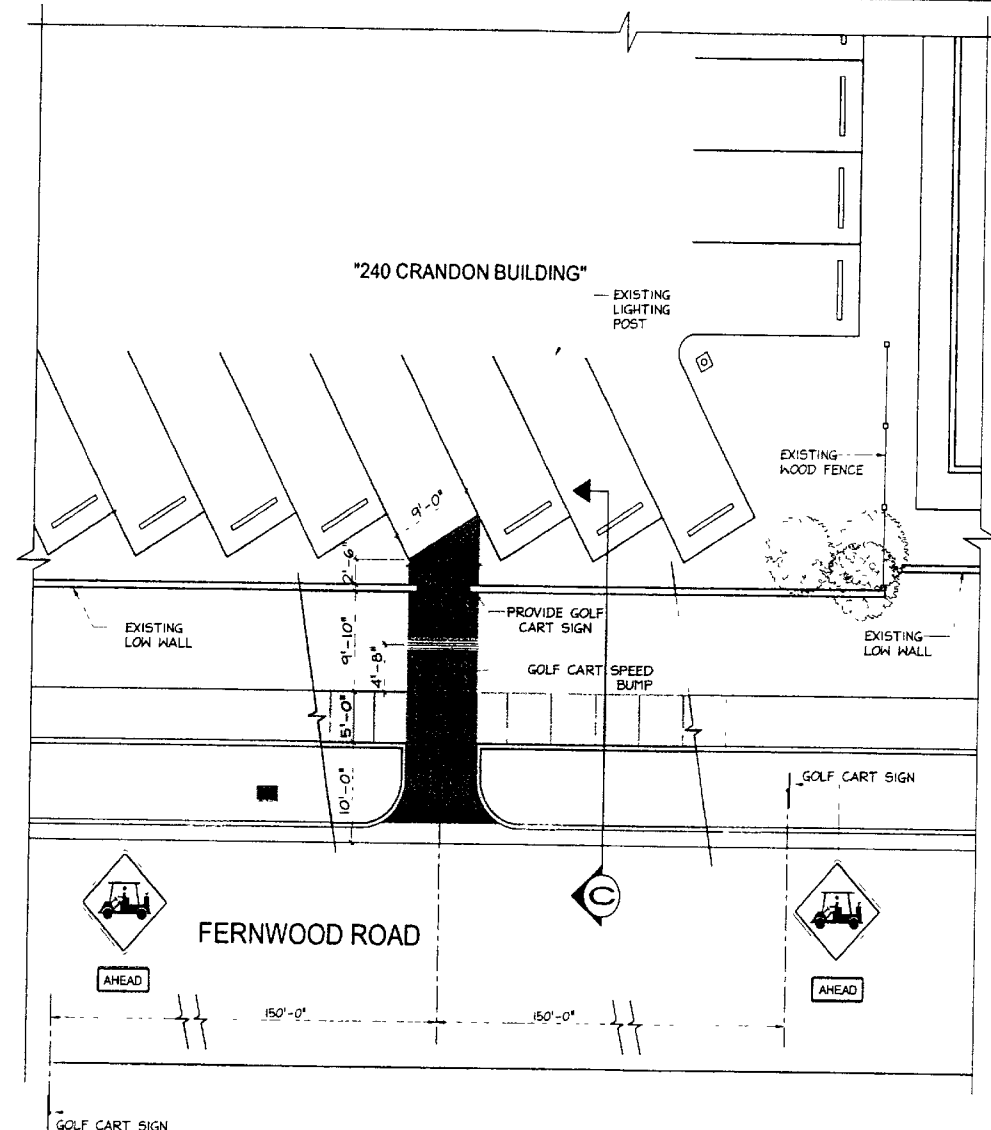 "240 CRANDON BUILDING"
EXISTING
LIGHTING
POST
EXISTING
WOOD FENCE
9'-0"
2'-6"
PROVIDE GOLF
CART SIGN
EXISTING
LOW WALL
EXISTING
LOW WALL
9'-10"
4'-8"
GOLF CART SPEED
BUMP
5'-0"
10'-0"
GOLF CART SIGN
C
FERNWOOD ROAD
AHEAD
AHEAD
150'-0"
150'-0"
GOLF CART SIGN